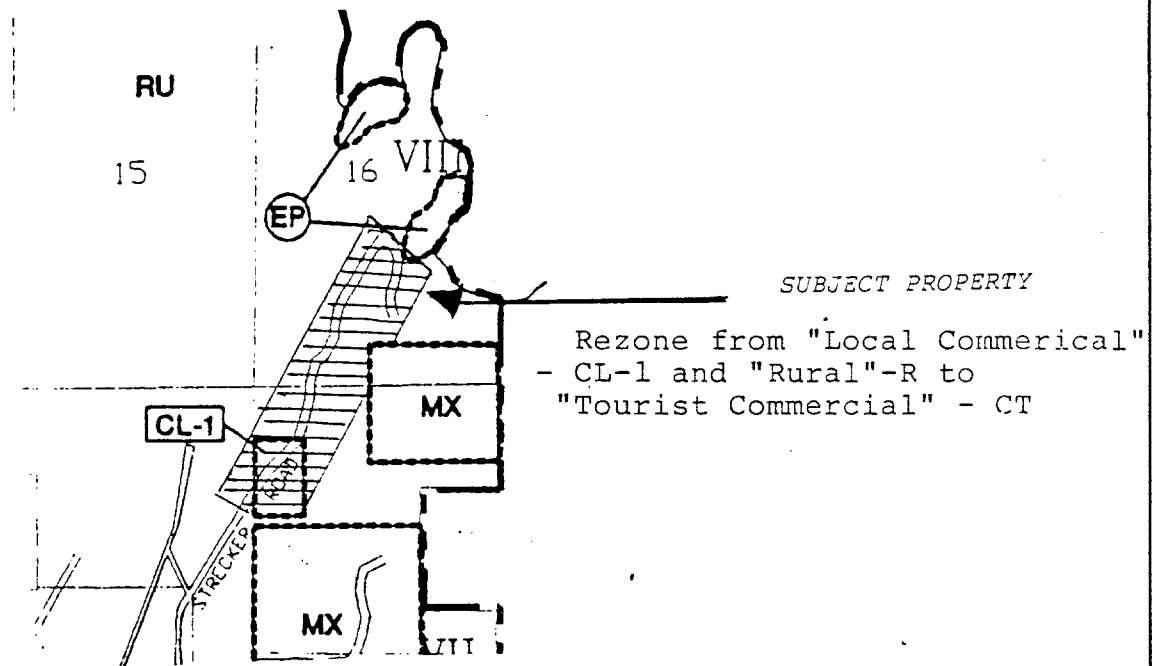 RU
15
16
VIII
EP
SUBJECT PROPERTY
Rezone from "Local Commerical"
- CL-1 and "Rural"-R to
"Tourist Commercial" - CT
MX
CL-1
ROAD
STRECKER
MX
VII